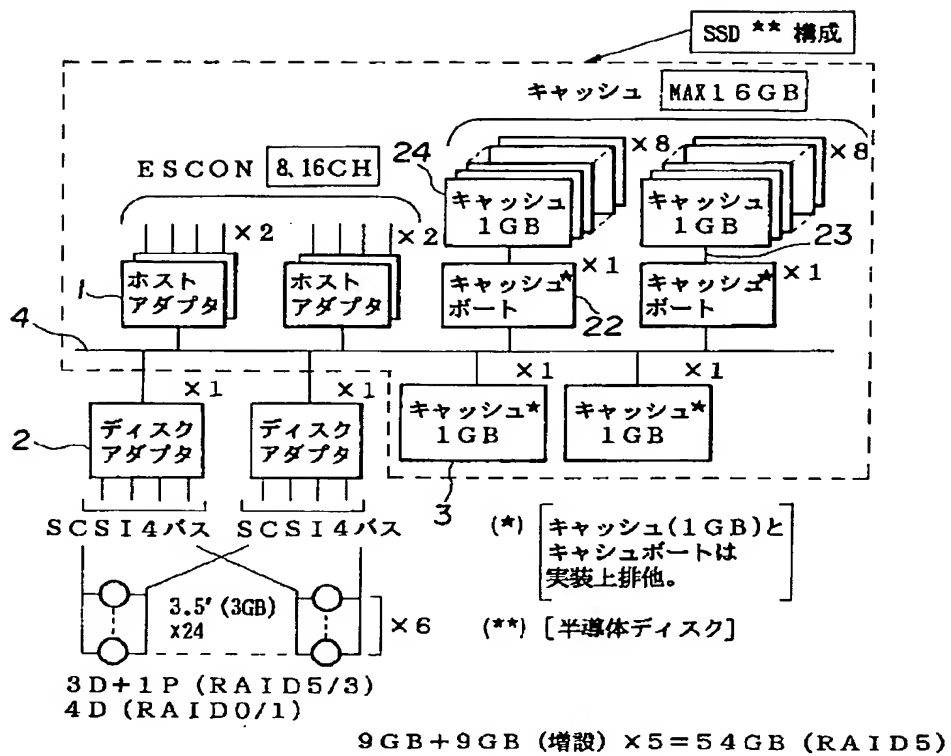 SSD ** 構成
キャッシュ MAX16GB
ESCON 8,16CH
24
×8
×8
キャッシュ
1GB
キャッシュ
1GB
23
×2
×2
×1
×1
1
ホスト
アダプタ
ホスト
アダプタ
キャッシュ*
ボート
キャッシュ*
ボート
22
4
×1
×1
×1
×1
2
ディスク
アダプタ
ディスク
アダプタ
キャッシュ*
1GB
キャッシュ*
1GB
3
SCSI4バス
SCSI4バス
(*) キャッシュ(1GB)と
キャシュボートは
実装上排他。
3.5' (3GB)
x24
×6
(**) [半導体ディスク]
3D+1P (RAID5/3)
4D (RAID0/1)
9GB+9GB (増設) ×5=54GB (RAID5)